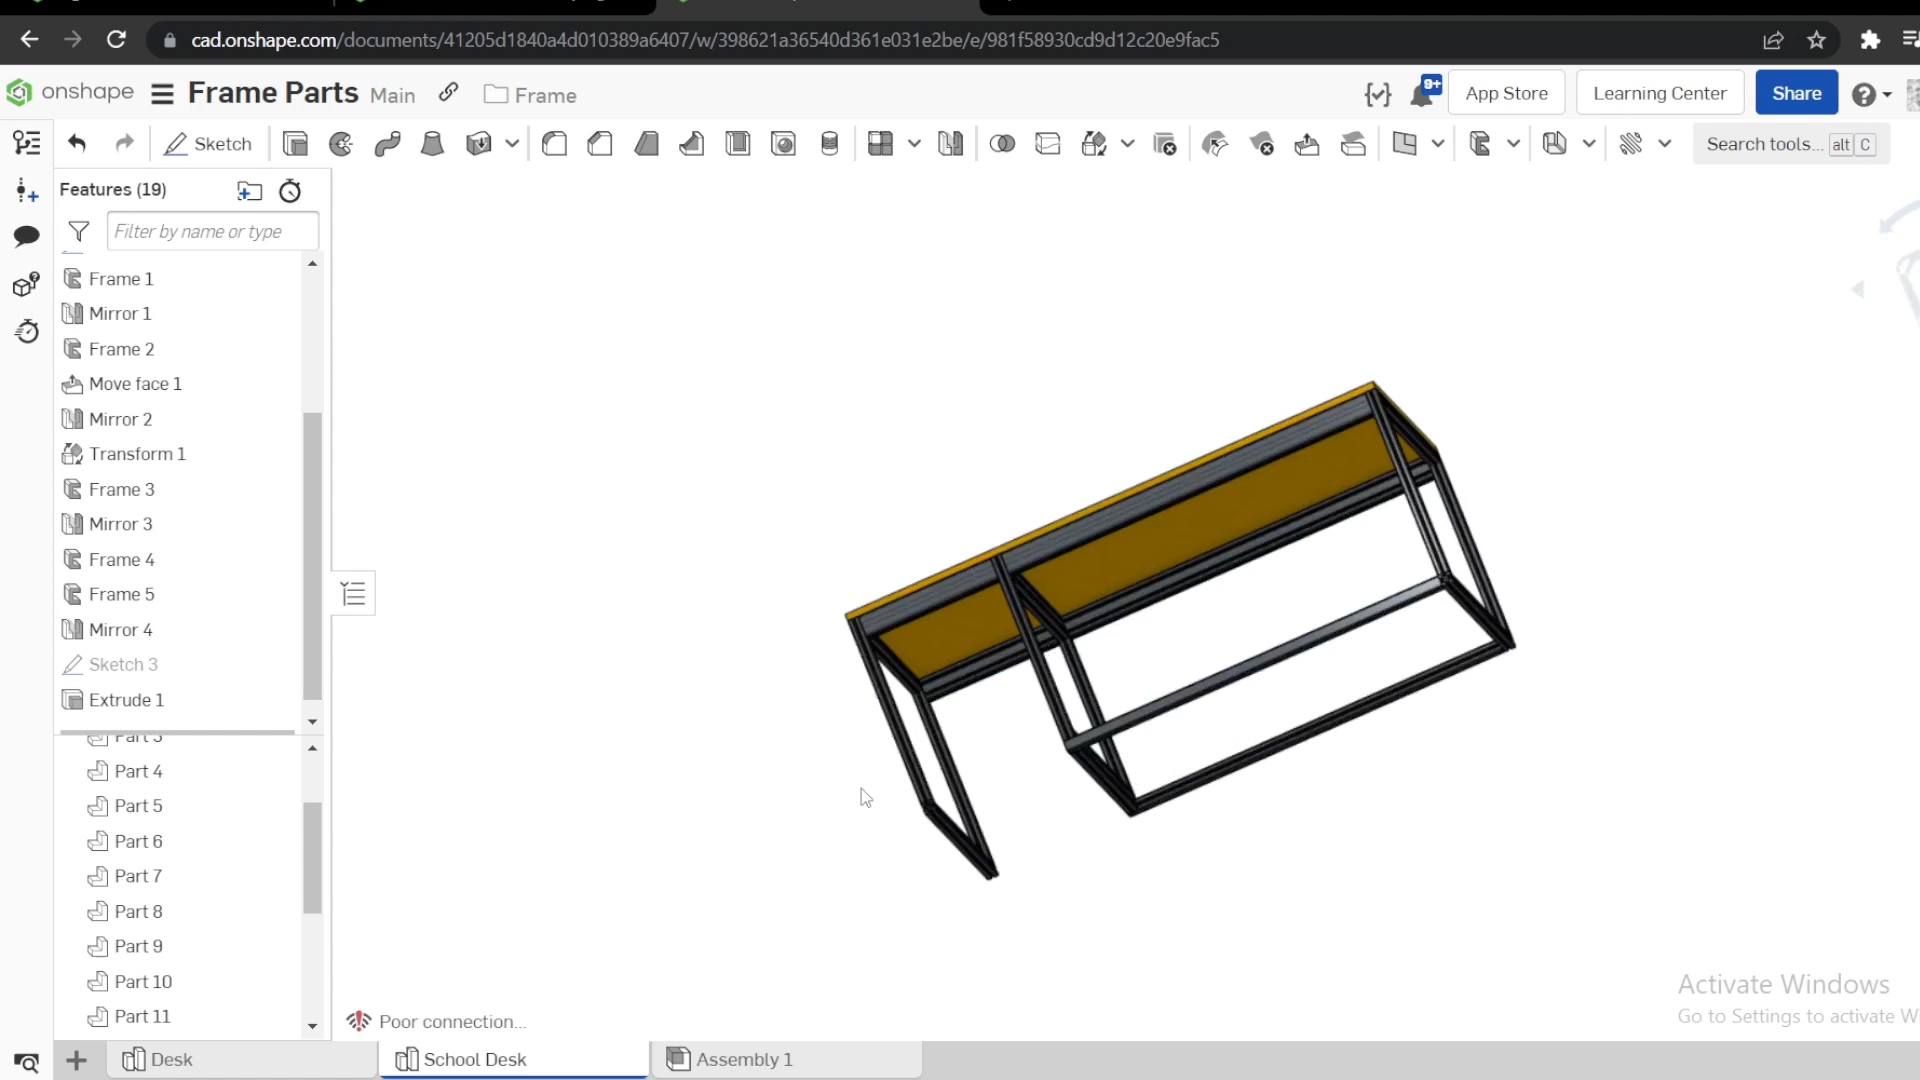 cad.onshape.com/documents/41205d1840a4d010389a6407/w/398621a36540d361e031e2be/e/981f58930cd9d12c20e9fac5
onshape Frame Parts Main Frame 9+ App Store Learning Center Share
Sketch Search tools... alt C
Features (19)
Filter by name or type
Frame 1
Mirror 1
Frame 2
Move face 1
Mirror 2
Transform 1
Frame 3
Mirror 3
Frame 4
Frame 5
Mirror 4
Sketch 3
Extrude 1
Part 4
Part 5
Part 6
Part 7
Part 8
Part 9
Part 10
Part 11
Poor connection...
Activate Windows
Go to Settings to activate W
Desk School Desk Assembly 1